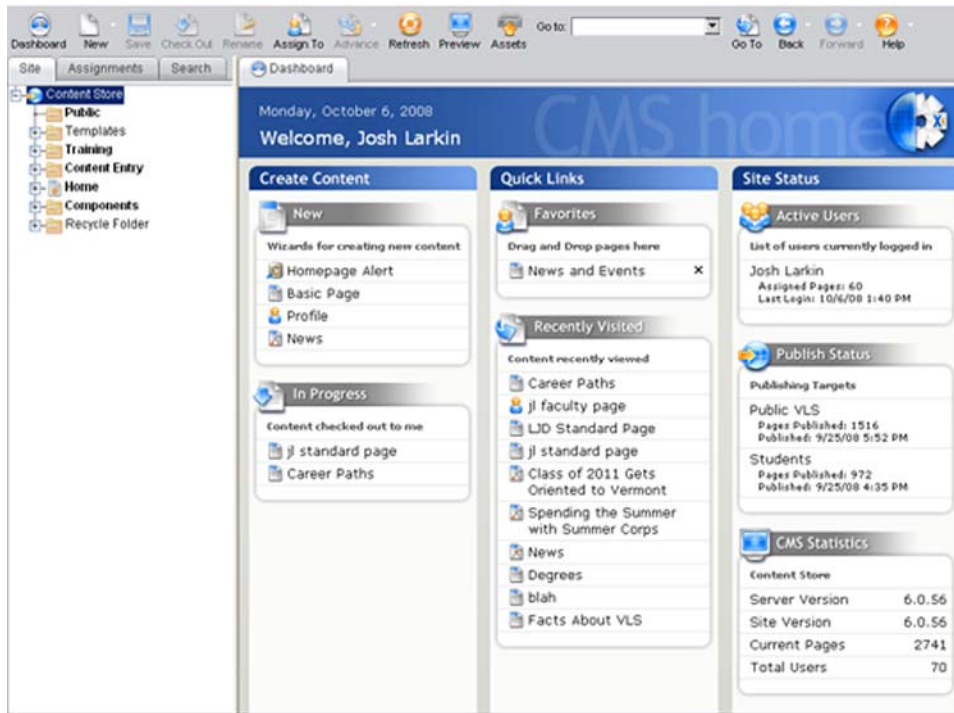 Go to:
Dashboard New Save Check Out Rename Assign To Advance Refresh Preview Assets Go To Back Forward Help
Site Assignments Search
Content Store
Public
Templates
Training
Content Entry
Home
Components
Recycle Folder
Dashboard
Monday, October 6, 2008
Welcome, Josh Larkin
CMS home
Create Content
New
Wizards for creating new content
Homepage Alert
Basic Page
Profile
News
In Progress
Content checked out to me
jl standard page
Career Paths
Quick Links
Favorites
Drag and Drop pages here
News and Events
Recently Visited
Content recently viewed
Career Paths
jl faculty page
LJD Standard Page
jl standard page
Class of 2011 Gets
Oriented to Vermont
Spending the Summer
with Summer Corps
News
Degrees
blah
Facts About VLS
Site Status
Active Users
List of users currently logged in
Josh Larkin
Assigned Pages: 60
Last Login: 10/6/08 1:40 PM
Publish Status
Publishing Targets
Public VLS
Pages Published: 1516
Published: 9/25/08 5:52 PM
Students
Pages Published: 972
Published: 9/25/08 4:35 PM
CMS Statistics
Content Store
Server Version 6.0.56
Site Version 6.0.56
Current Pages 2741
Total Users 70